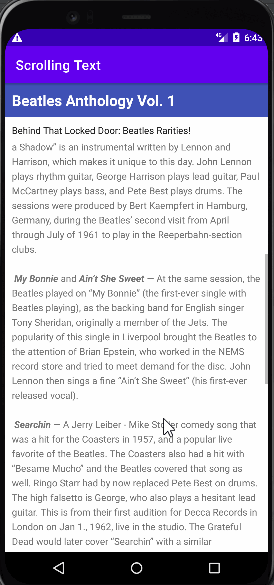 6:43
Scrolling Text
Beatles Anthology Vol. 1
Behind That Locked Door: Beatles Rarities!
a Shadow” is an instrumental written by Lennon and
Harrison, which makes it unique to this day. John Lennon
plays rhythm guitar, George Harrison plays lead guitar, Paul
McCartney plays bass, and Pete Best plays drums. The
sessions were produced by Bert Kaempfert in Hamburg,
Germany, during the Beatles’ second visit from April
through July of 1961 to play in the Reeperbahn-section
clubs.
My Bonnie and Ain’t She Sweet — At the same session, the
Beatles played on “My Bonnie” (the first-ever single with
Beatles playing), as the backing band for English singer
Tony Sheridan, originally a member of the Jets. The
popularity of this single in Liverpool brought the Beatles to
the attention of Brian Epstein, who worked in the NEMS
record store and tried to meet demand for the disc. John
Lennon then sings a fine “Ain’t She Sweet” (his first-ever
released vocal).
Searchin — A Jerry Leiber - Mike Stoller comedy song that
was a hit for the Coasters in 1957, and a popular live
favorite of the Beatles. The Coasters also had a hit with
“Besame Mucho” and the Beatles covered that song as
well. Ringo Starr had by now replaced Pete Best on drums.
The high falsetto is George, who also plays a hesitant lead
guitar. This is from their first audition for Decca Records in
London on Jan 1., 1962, live in the studio. The Grateful
Dead would later cover “Searchin” with a similar